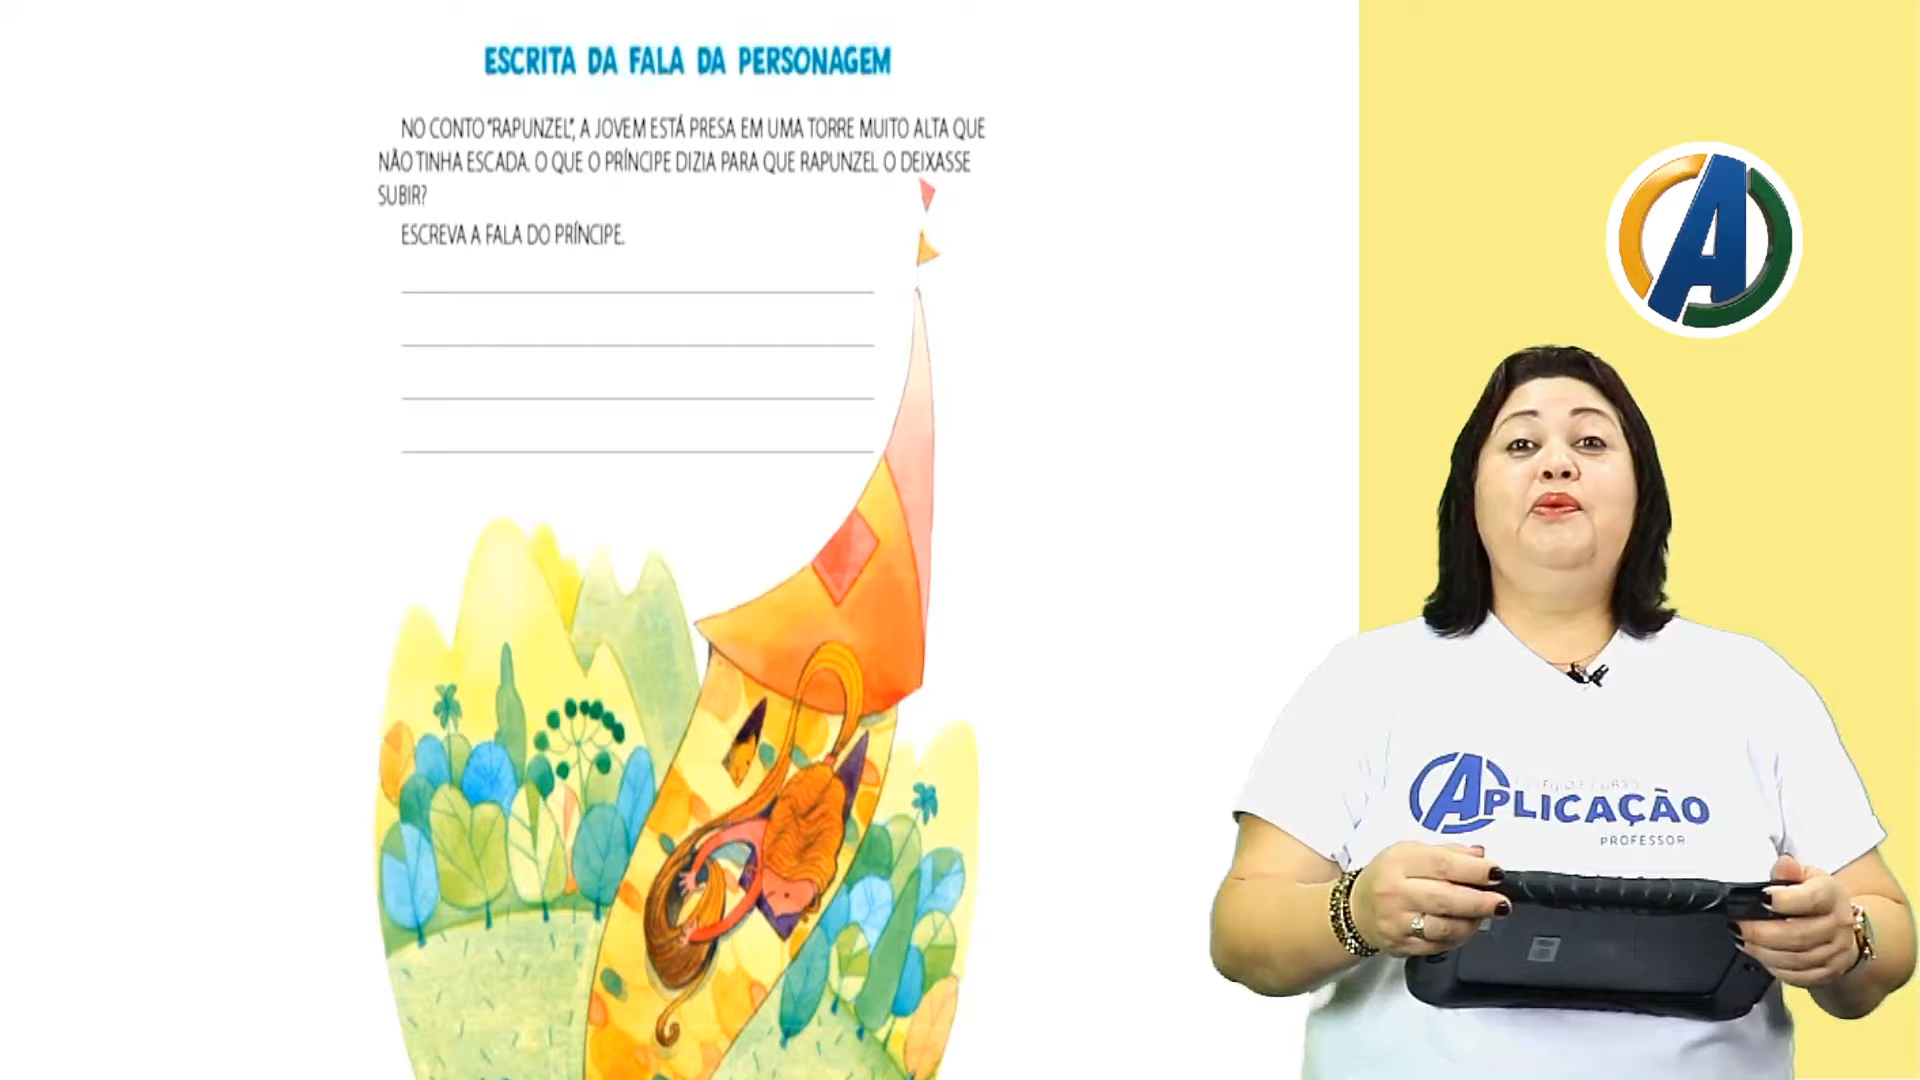 ESCRITA DA FALA DA PERSONAGEM
NO CONTO "RAPUNZEL", A JOVEM ESTÁ PRESA EM UMA TORRE MUITO ALTA QUE
NÃO TINHA ESCADA. O QUE O PRÍNCIPE DIZIA PARA QUE RAPUNZEL O DEIXASSE
SUBIR?
ESCREVA A FALA DO PRÍNCIPE.
A
APLICAÇÃO
PROFESSOR